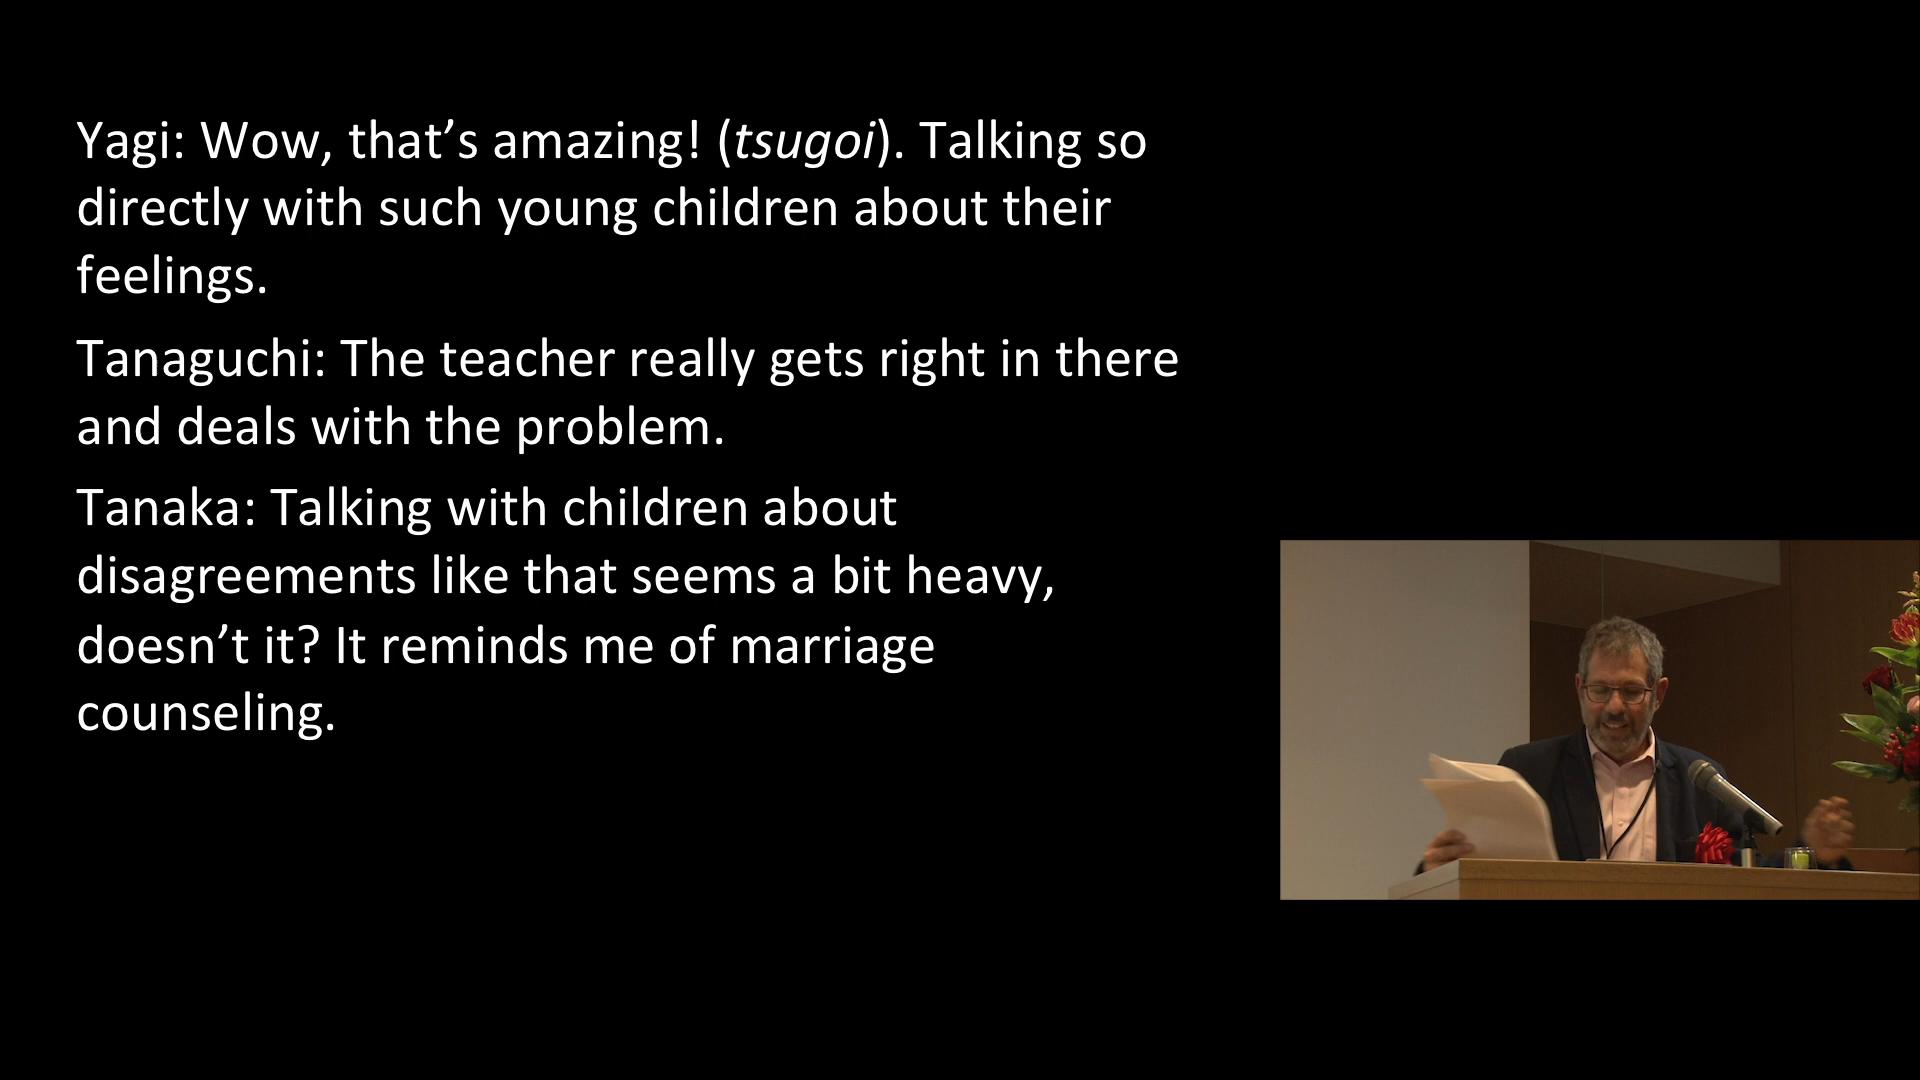 Yagi: Wow, that’s amazing! (tsugoi). Talking so
directly with such young children about their
feelings.
Tanaguchi: The teacher really gets right in there
and deals with the problem.
Tanaka: Talking with children about
disagreements like that seems a bit heavy,
doesn’t it? It reminds me of marriage
counseling.